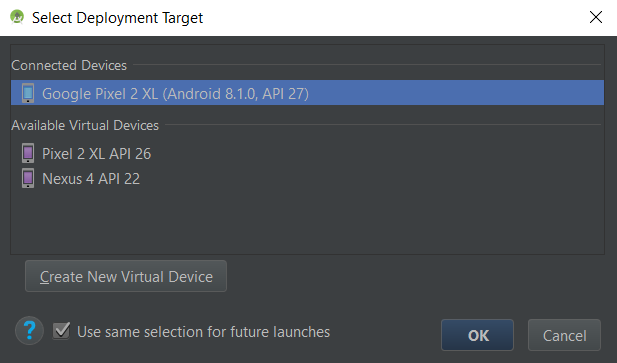 Select Deployment Target
Connected Devices
Google Pixel 2 XL (Android 8.1.0, API 27)
Available Virtual Devices
Pixel 2 XL API 26
Nexus 4 API 22
Create New Virtual Device
?
Use same selection for future launches
OK
Cancel